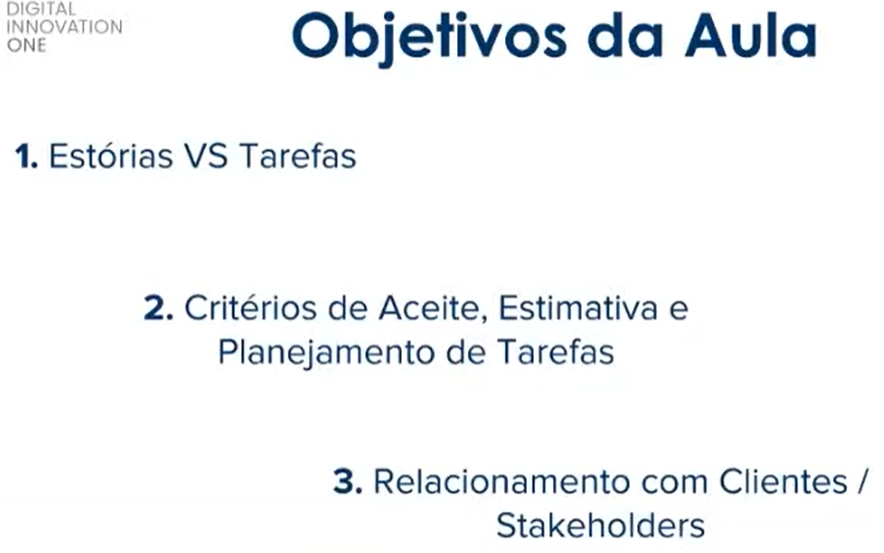 DIGITAL
INNOVATION
ONE
Objetivos da Aula
1. Estórias VS Tarefas
2. Critérios de Aceite, Estimativa e
Planejamento de Tarefas
3. Relacionamento com Clientes /
Stakeholders